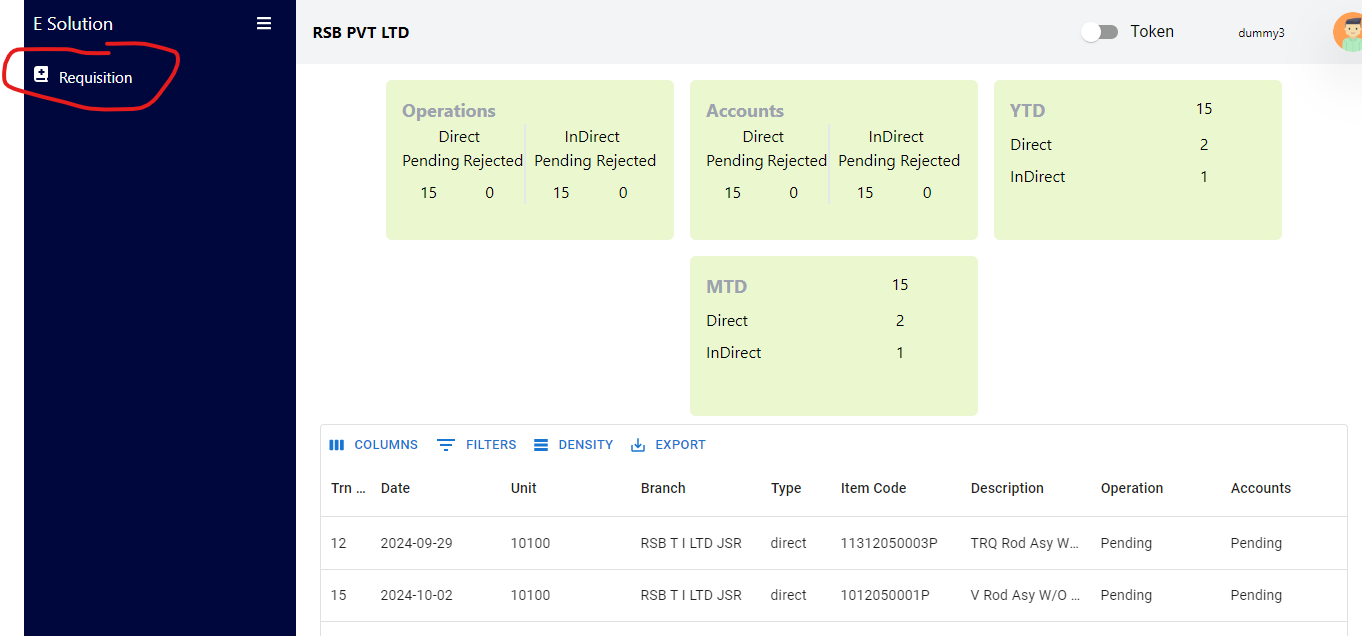 E Solution
Requisition
RSB PVT LTD
Token
dummy3
Operations
Direct InDirect
Pending Rejected Pending Rejected
15 0 15 0
Accounts
Direct InDirect
Pending Rejected Pending Rejected
15 0 15 0
YTD 15
Direct 2
InDirect 1
MTD 15
Direct 2
InDirect 1
COLUMNS FILTERS DENSITY EXPORT
Trn ... Date Unit Branch Type Item Code Description Operation Accounts
12 2024-09-29 10100 RSB T I LTD JSR direct 11312050003P TRQ Rod Asy W... Pending Pending
15 2024-10-02 10100 RSB T I LTD JSR direct 1012050001P V Rod Asy W/O ... Pending Pending